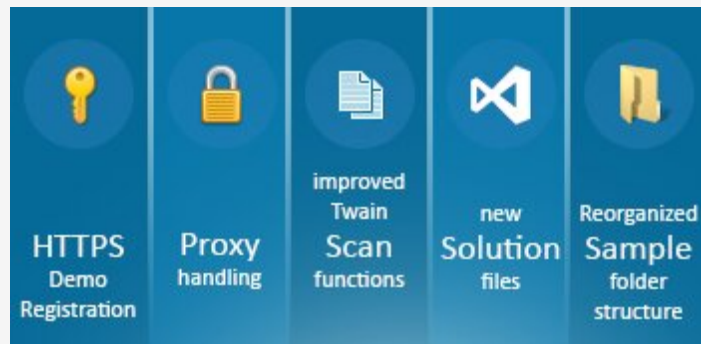 HTTPS
Demo
Registration
Proxy
handling
improved
Twain
Scan
functions
new
Solution
files
Reorganized
Sample
folder
structure